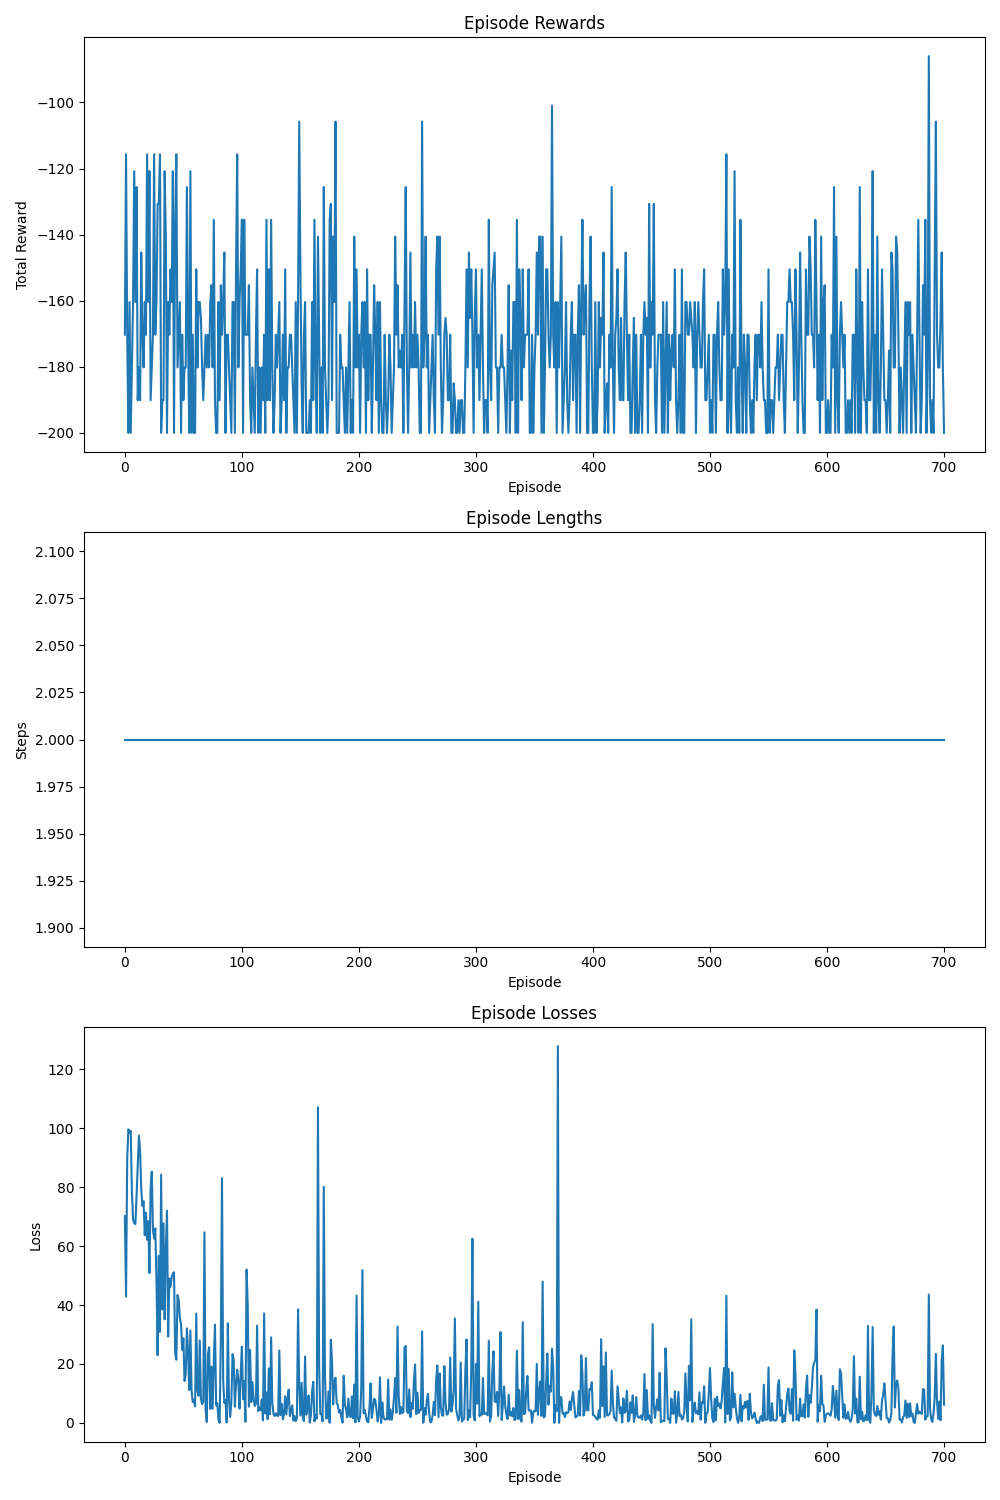 Episode Rewards
Total Reward
−100
−120
−140
−160
−180
−200
0 100 200 300 400 500 600 700
Episode
Episode Lengths
Steps
2.100
2.075
2.050
2.025
2.000
1.975
1.950
1.925
1.900
0 100 200 300 400 500 600 700
Episode
Episode Losses
Loss
120
100
80
60
40
20
0
0 100 200 300 400 500 600 700
Episode